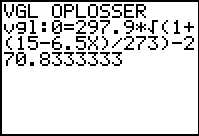 VGL OPLOSSER
vgl:0=297.9*√(1+
(15-6.5X)/273)-2
70.8333333